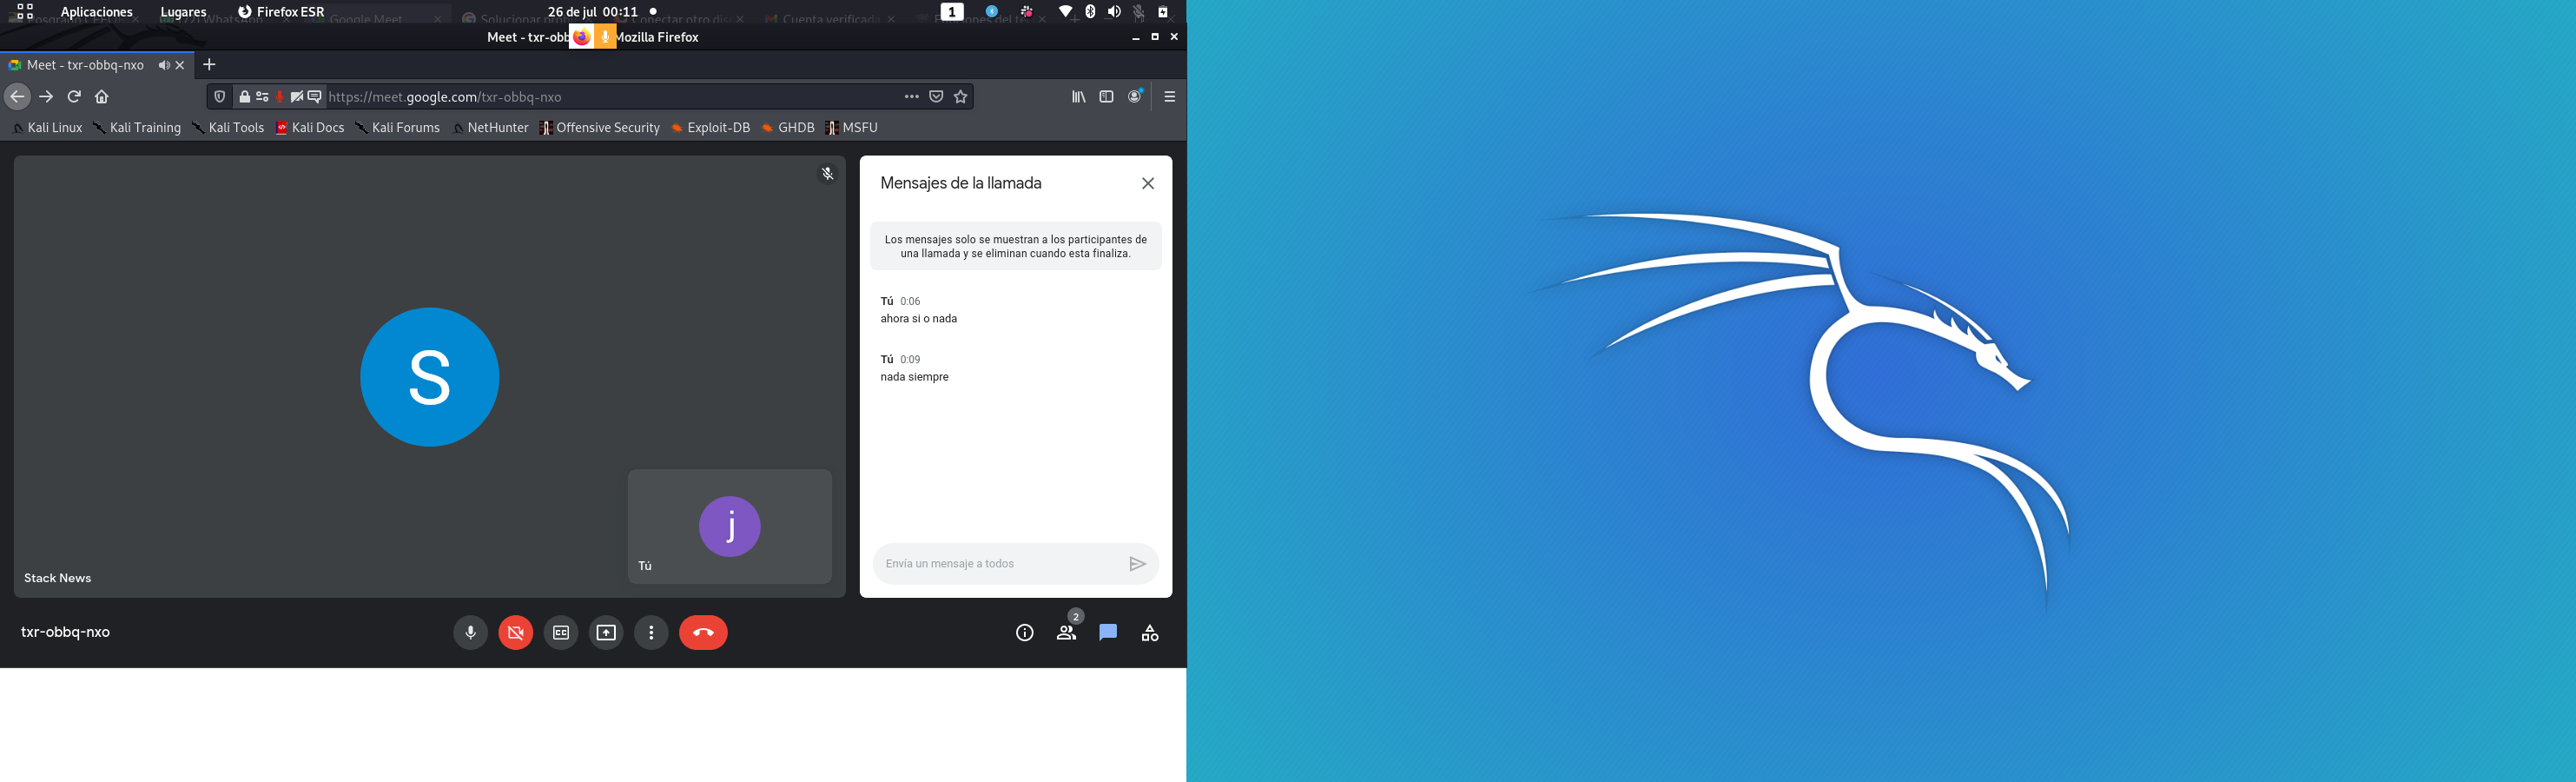 Aplicaciones Lugares Firefox ESR 26 de jul 00:11 1
Meet - txr-obb Mozilla Firefox
Meet - txr-obbq-nxo
https://meet.google.com/txr-obbq-nxo
Kali Linux Kali Training Kali Tools Kali Docs Kali Forums NetHunter Offensive Security Exploit-DB GHDB MSFU
S
Stack News
j
Tú
Mensajes de la llamada
Los mensajes solo se muestran a los participantes de
una llamada y se eliminan cuando esta finaliza.
Tú 0:06
ahora si o nada
Tú 0:09
nada siempre
Envía un mensaje a todos
txr-obbq-nxo
CC
2